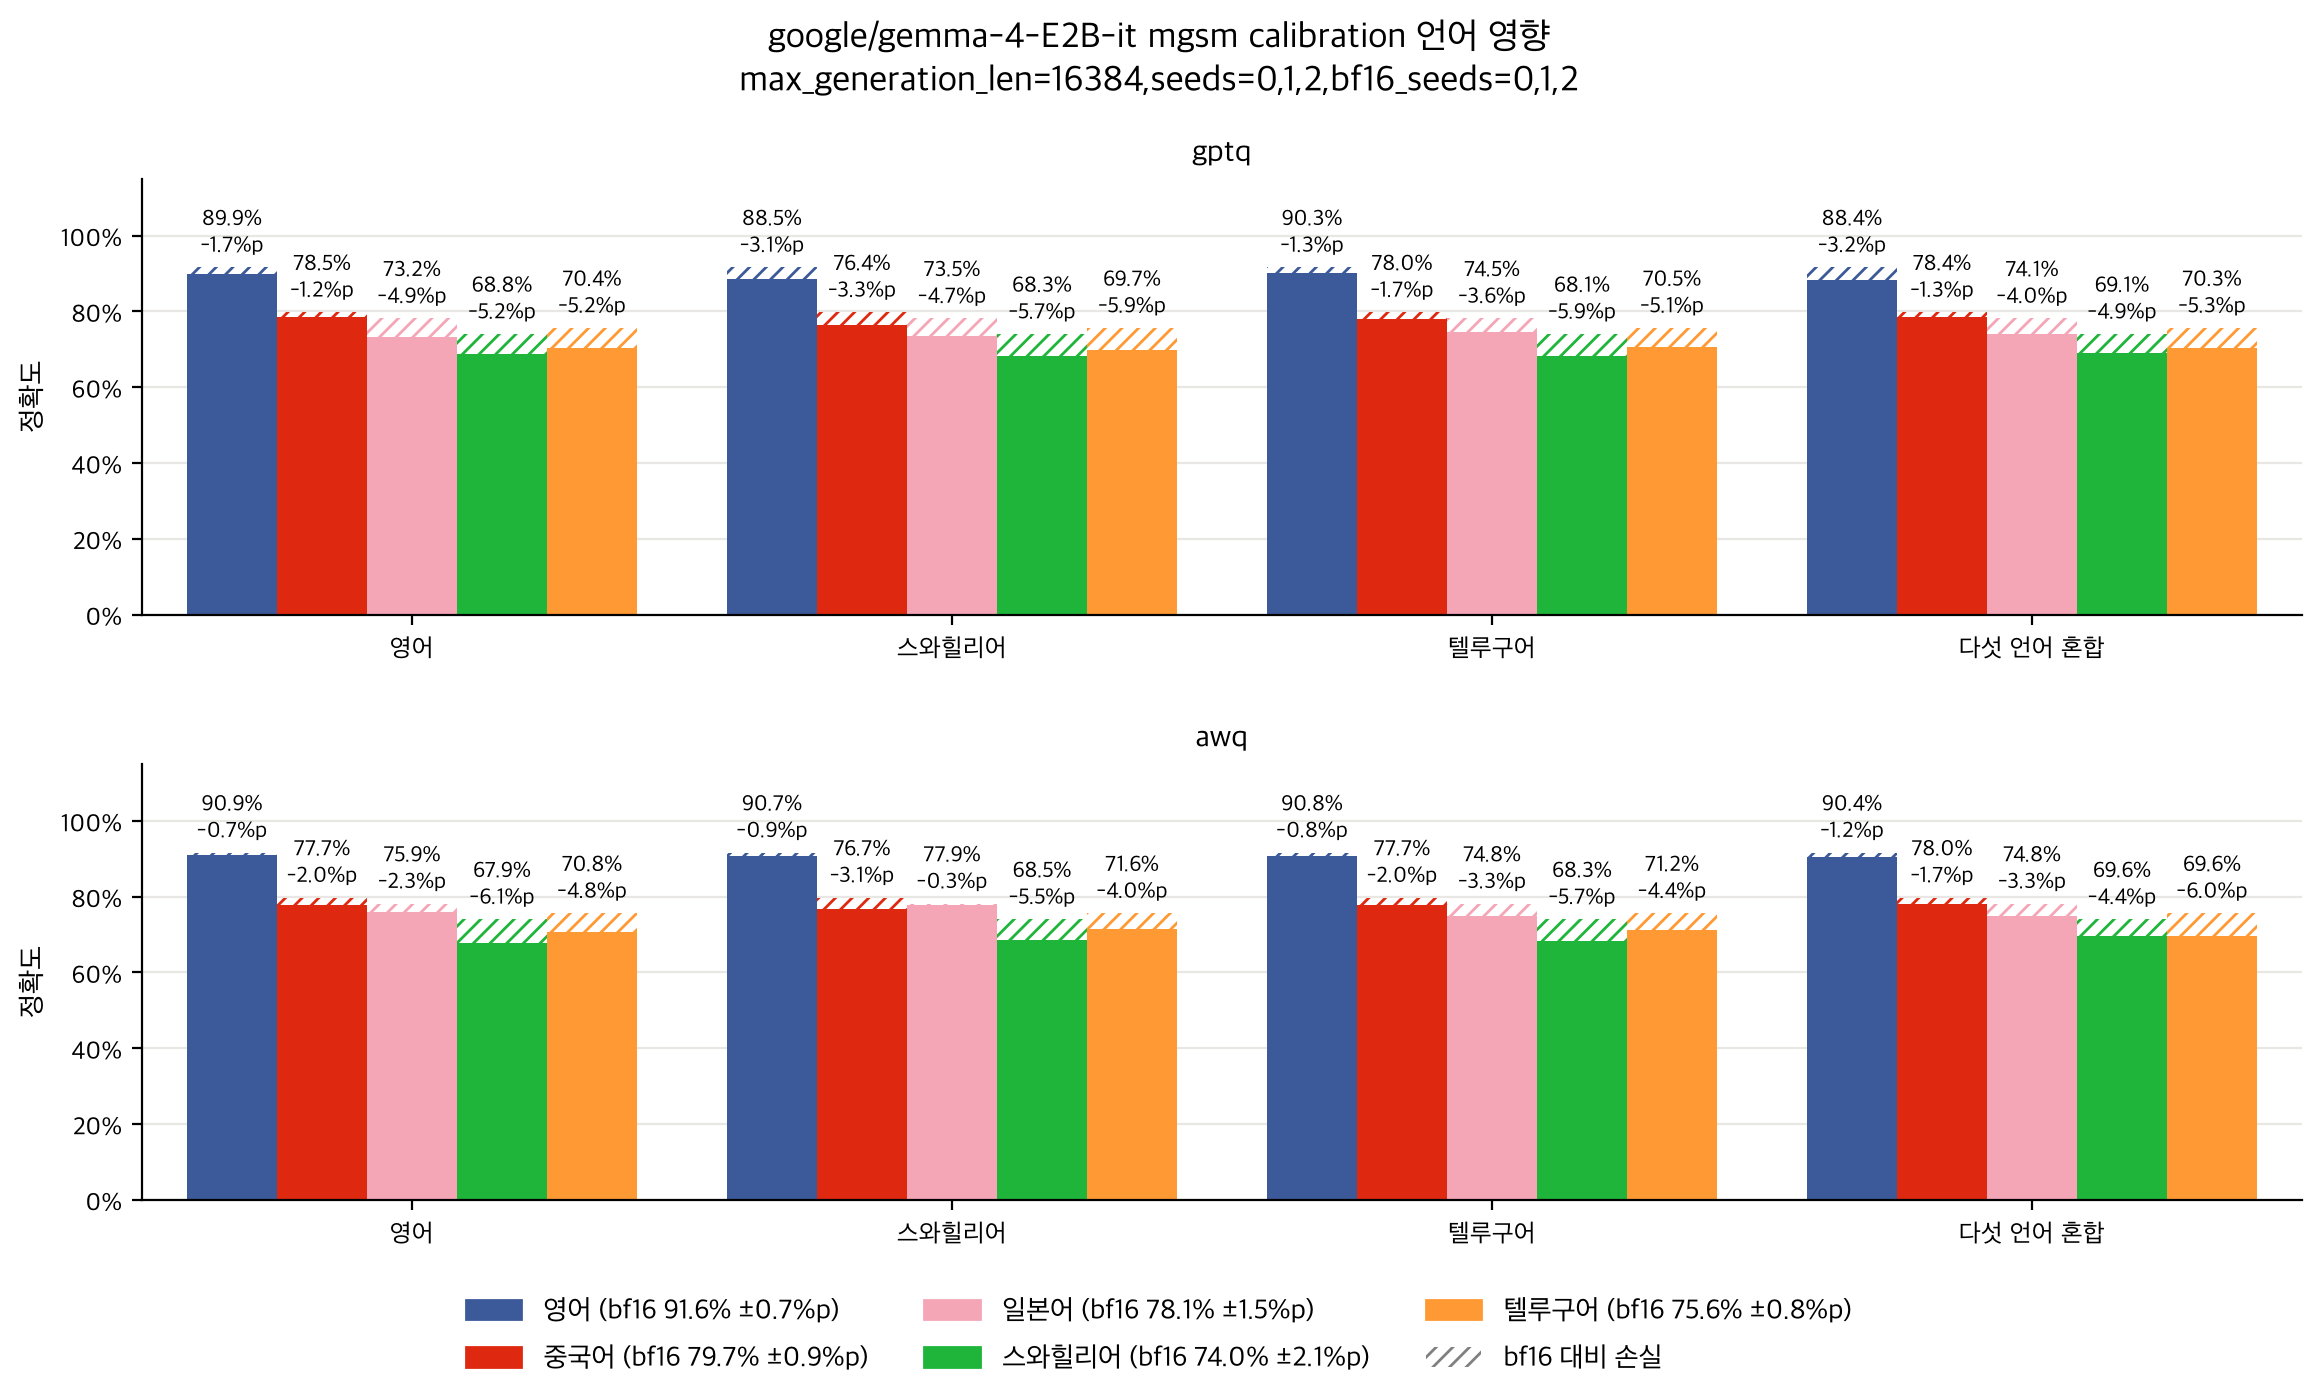 google/gemma-4-E2B-it mgsm calibration 언어 영향
max_generation_len=16384,seeds=0,1,2,bf16_seeds=0,1,2
gptq
정확도
100%
80%
60%
40%
20%
0%
89.9%
-1.7%p
78.5%
-1.2%p
73.2%
-4.9%p
68.8%
-5.2%p
70.4%
-5.2%p
88.5%
-3.1%p
76.4%
-3.3%p
73.5%
-4.7%p
68.3%
-5.7%p
69.7%
-5.9%p
90.3%
-1.3%p
78.0%
-1.7%p
74.5%
-3.6%p
68.1%
-5.9%p
70.5%
-5.1%p
88.4%
-3.2%p
78.4%
-1.3%p
74.1%
-4.0%p
69.1%
-4.9%p
70.3%
-5.3%p
영어
스와힐리어
텔루구어
다섯 언어 혼합
awq
정확도
100%
80%
60%
40%
20%
0%
90.9%
-0.7%p
77.7%
-2.0%p
75.9%
-2.3%p
67.9%
-6.1%p
70.8%
-4.8%p
90.7%
-0.9%p
76.7%
-3.1%p
77.9%
-0.3%p
68.5%
-5.5%p
71.6%
-4.0%p
90.8%
-0.8%p
77.7%
-2.0%p
74.8%
-3.3%p
68.3%
-5.7%p
71.2%
-4.4%p
90.4%
-1.2%p
78.0%
-1.7%p
74.8%
-3.3%p
69.6%
-4.4%p
69.6%
-6.0%p
영어
스와힐리어
텔루구어
다섯 언어 혼합
영어 (bf16 91.6% ±0.7%p)
중국어 (bf16 79.7% ±0.9%p)
일본어 (bf16 78.1% ±1.5%p)
스와힐리어 (bf16 74.0% ±2.1%p)
텔루구어 (bf16 75.6% ±0.8%p)
bf16 대비 손실